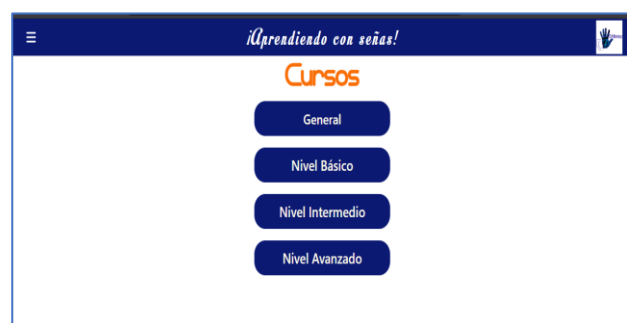 ¡Aprendiendo con señas!
Cursos
General
Nivel Básico
Nivel Intermedio
Nivel Avanzado